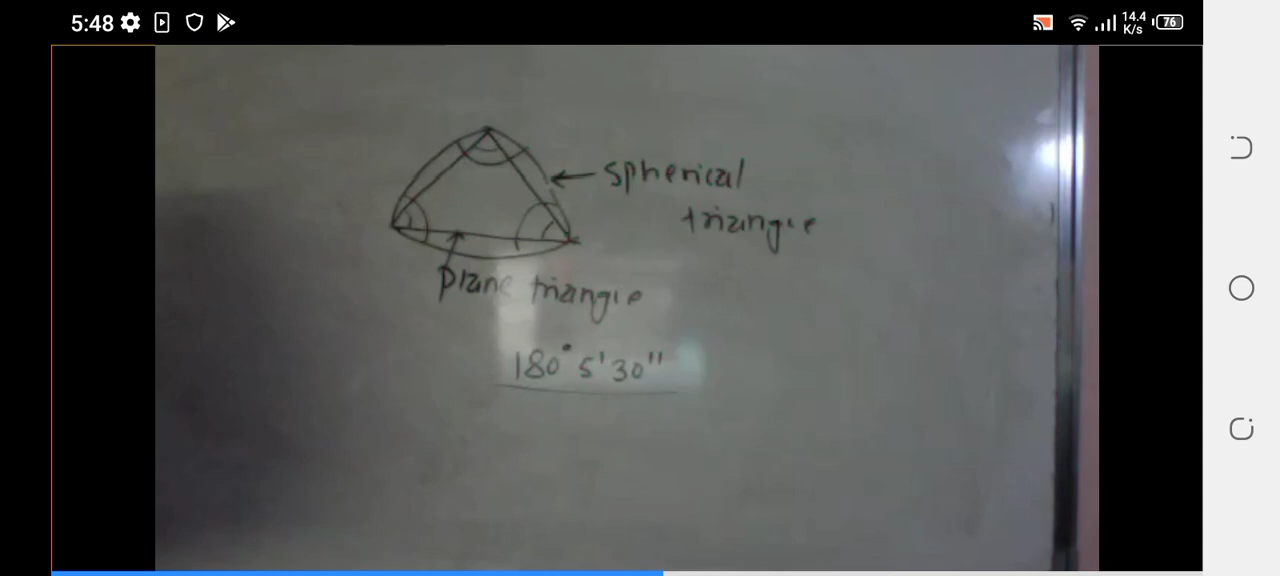 5:48
14.4
K/s
76
spherical
triangle
plane triangle
180° 5' 30"